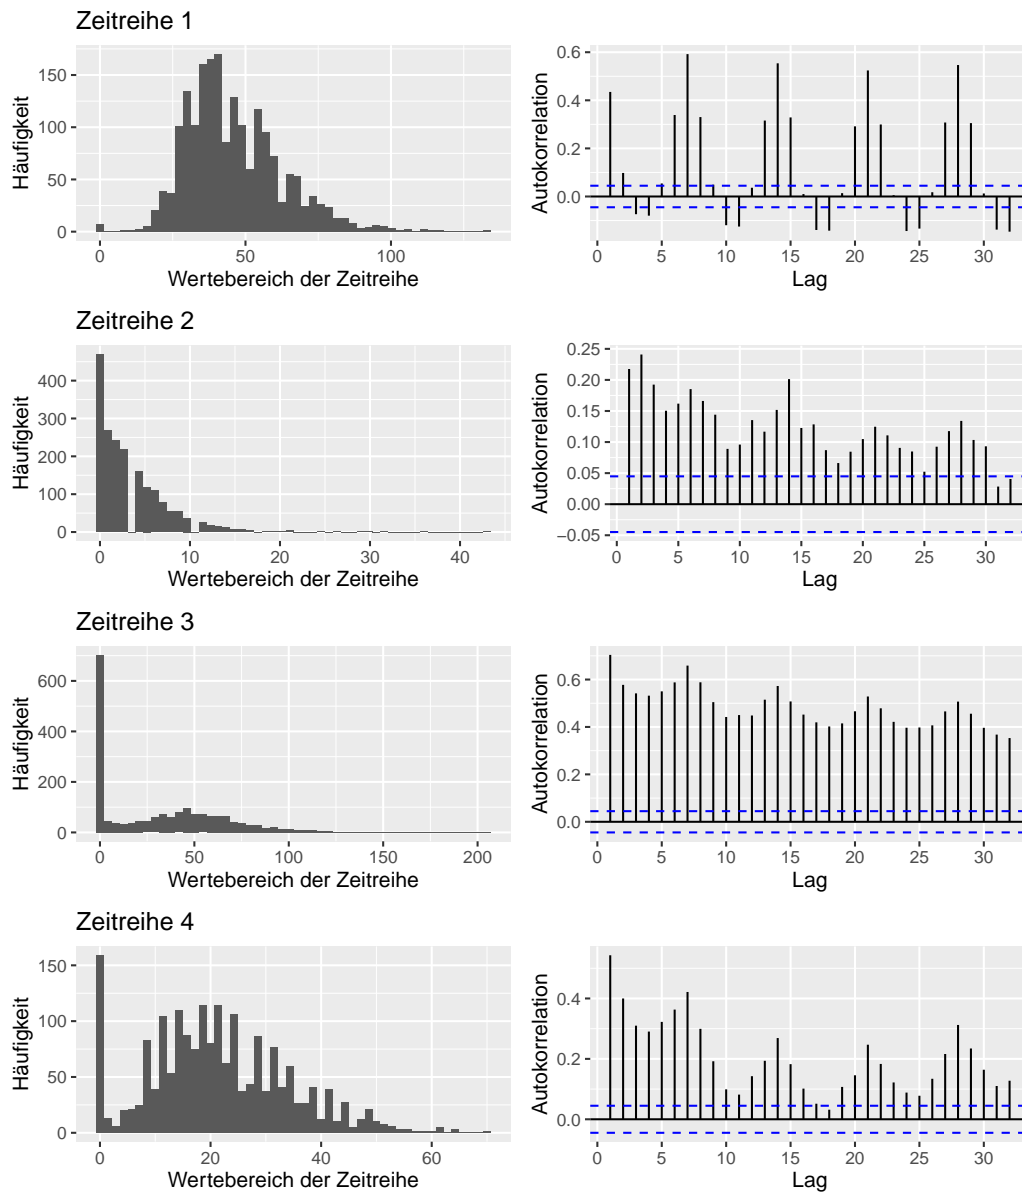 Zeitreihe 1
Häufigkeit
150
100
50
0
0 50 100
Wertebereich der Zeitreihe
Autokorrelation
0.6
0.4
0.2
0.0
0 5 10 15 20 25 30
Lag
Zeitreihe 2
Häufigkeit
400
300
200
100
0
0 10 20 30 40
Wertebereich der Zeitreihe
Autokorrelation
0.25
0.20
0.15
0.10
0.05
0.00
−0.05
0 5 10 15 20 25 30
Lag
Zeitreihe 3
Häufigkeit
600
400
200
0
0 50 100 150 200
Wertebereich der Zeitreihe
Autokorrelation
0.6
0.4
0.2
0.0
0 5 10 15 20 25 30
Lag
Zeitreihe 4
Häufigkeit
150
100
50
0
0 20 40 60
Wertebereich der Zeitreihe
Autokorrelation
0.4
0.2
0.0
0 5 10 15 20 25 30
Lag